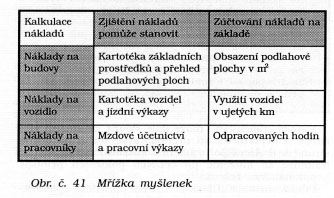 Kalkulace nákladů
Zjištění nákladů pomůže stanovit
Zúčtování nákladů na základě
Náklady na budovy
Kartotéka základních prostředků a přehled podlahových ploch
Obsazení podlahové plochy v m²
Náklady na vozidlo
Kartotéka vozidel a jízdní výkazy
Využití vozidel v ujetých km
Náklady na pracovníky
Mzdové účetnictví a pracovní výkazy
Odpracovaných hodin
Obr. č. 41 Mřížka myšlenek